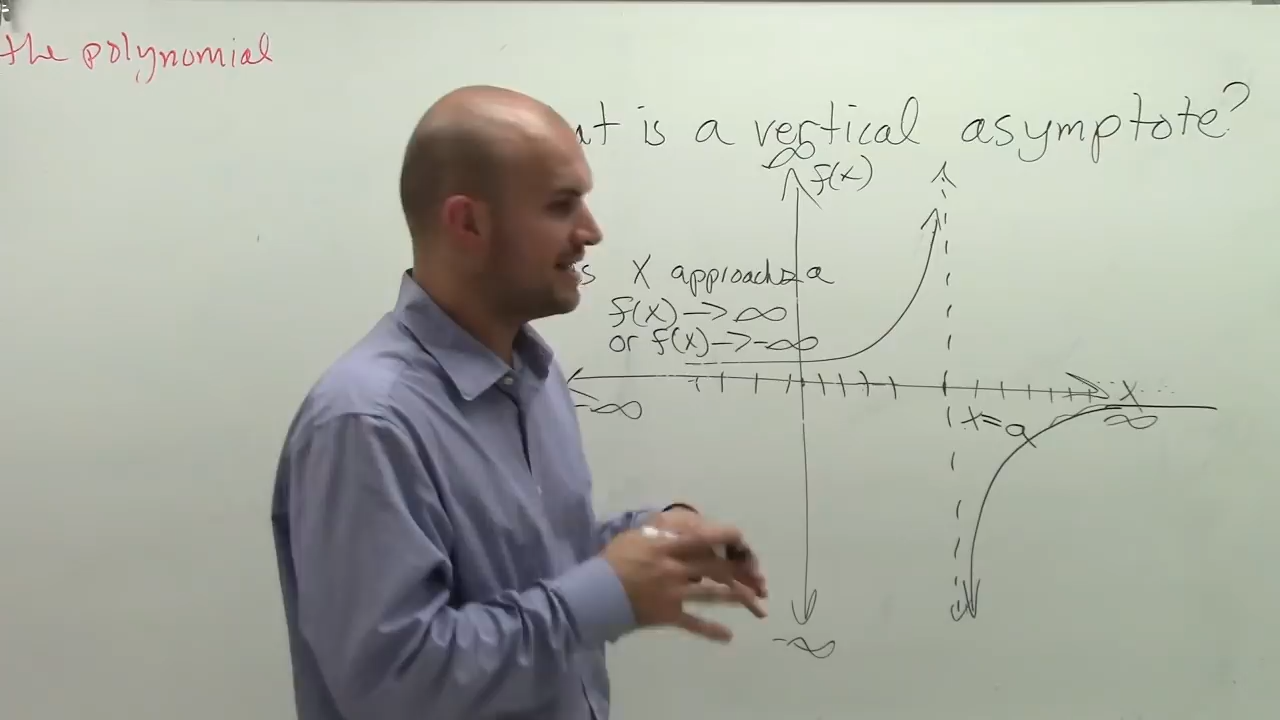 the polynomial
at is a vertical asymptote?
∞
f(x)
s X approaches a
f(x) -> ∞
or f(x) -> -∞
X
-∞
x=a
∞
-∞